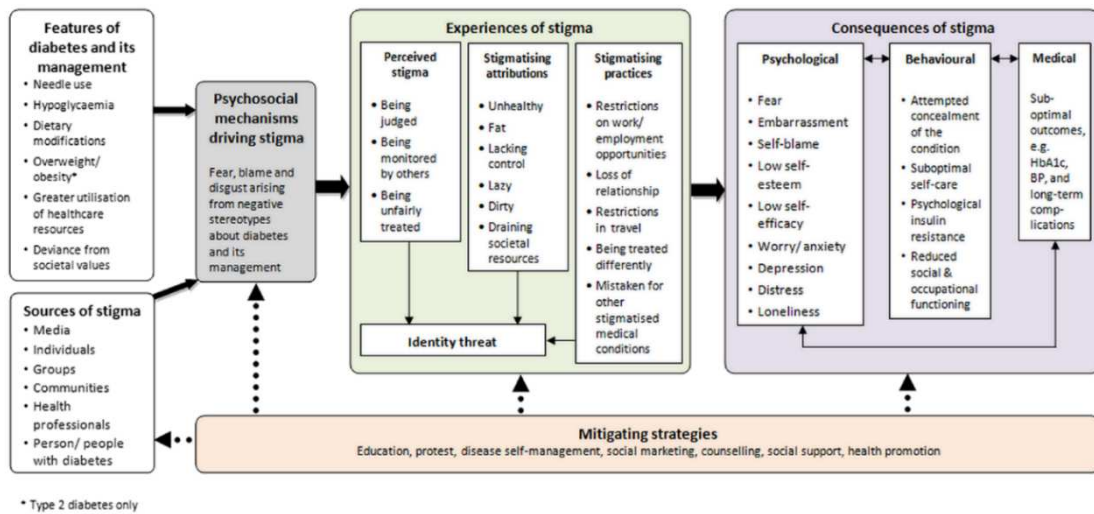 Features of
diabetes and its
management
• Needle use
• Hypoglycaemia
• Dietary
modifications
• Overweight/
obesity*
• Greater utilisation
of healthcare
resources
• Deviance from
societal values
Sources of stigma
• Media
• Individuals
• Groups
• Communities
• Health
professionals
• Person/ people
with diabetes
Psychosocial
mechanisms
driving stigma
Fear, blame and
disgust arising
from negative
stereotypes
about diabetes
and its
management
Experiences of stigma
Perceived
stigma
• Being
judged
• Being
monitored
by others
• Being
unfairly
treated
Stigmatising
attributions
• Unhealthy
• Fat
• Lacking
control
• Lazy
• Dirty
• Draining
societal
resources
Stigmatising
practices
• Restrictions
on work/
employment
opportunities
• Loss of
relationship
• Restrictions
in travel
• Being treated
differently
• Mistaken for
other
stigmatised
medical
conditions
Identity threat
Consequences of stigma
Psychological
• Fear
• Embarrassment
• Self-blame
• Low self-
esteem
• Low self-
efficacy
• Worry/ anxiety
• Depression
• Distress
• Loneliness
Behavioural
• Attempted
concealment
of the
condition
• Suboptimal
self-care
• Psychological
insulin
resistance
• Reduced
social &
occupational
functioning
Medical
Sub-
optimal
outcomes,
e.g.
HbA1c,
BP, and
long-term
comp-
lications
Mitigating strategies
Education, protest, disease self-management, social marketing, counselling, social support, health promotion
* Type 2 diabetes only